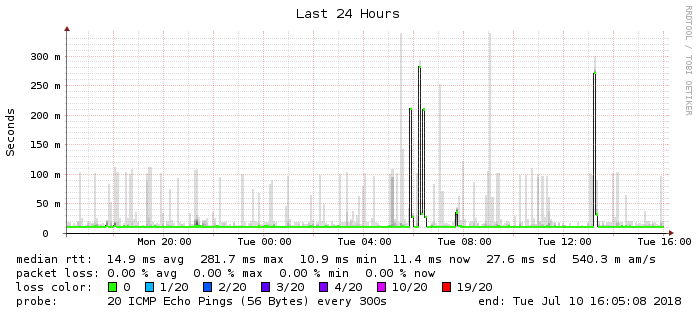 Last 24 Hours
RRDTOOL / TOBI OETIKER
Seconds
300 m
250 m
200 m
150 m
100 m
50 m
0
Mon 20:00 Tue 00:00 Tue 04:00 Tue 08:00 Tue 12:00 Tue 16:00
median rtt: 14.9 ms avg 281.7 ms max 10.9 ms min 11.4 ms now 27.6 ms sd 540.3 m am/s
packet loss: 0.00 % avg 0.00 % max 0.00 % min 0.00 % now
loss color: 0 1/20 2/20 3/20 4/20 10/20 19/20
probe: 20 ICMP Echo Pings (56 Bytes) every 300s end: Tue Jul 10 16:05:08 2018